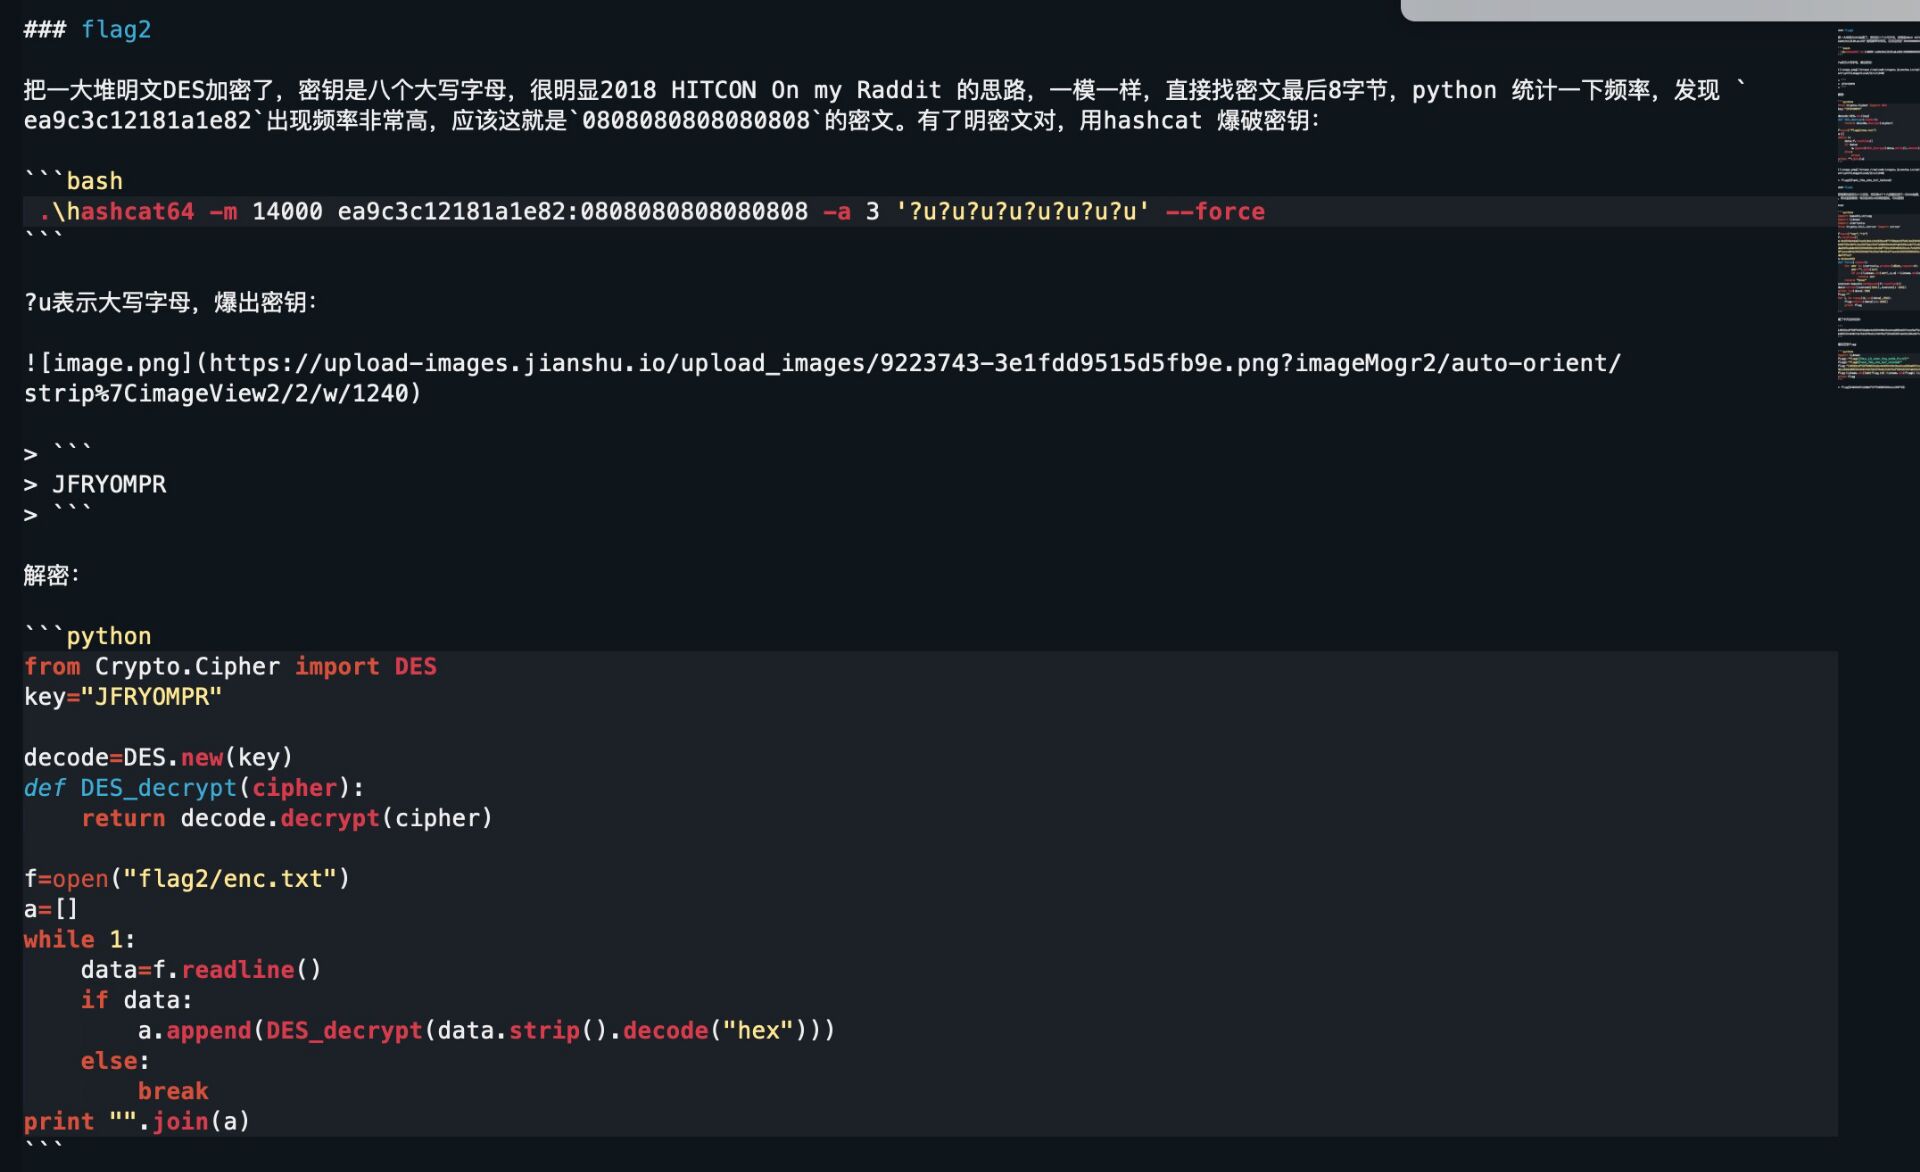 ### flag2
把一大堆明文DES加密了，密钥是八个大写字母，很明显2018 HITCON On my Raddit 的思路，一模一样，直接找密文最后8字节，python 统计一下频率，发现 `
ea9c3c12181a1e82`出现频率非常高，应该这就是`0808080808080808`的密文。有了明密文对，用hashcat 爆破密钥：
```bash
.\hashcat64 -m 14000 ea9c3c12181a1e82:0808080808080808 -a 3 '?u?u?u?u?u?u?u?u' --force
```
?u表示大写字母，爆出密钥：
![image.png](https://upload-images.jianshu.io/upload_images/9223743-3e1fdd9515d5fb9e.png?imageMogr2/auto-orient/
strip%7CimageView2/2/w/1240)
> ```
> JFRYOMPR
> ```
解密：
```python
from Crypto.Cipher import DES
key="JFRYOMPR"
decode=DES.new(key)
def DES_decrypt(cipher):
    return decode.decrypt(cipher)
f=open("flag2/enc.txt")
a=[]
while 1:
    data=f.readline()
    if data:
        a.append(DES_decrypt(data.strip().decode("hex")))
    else:
        break
print "".join(a)
```